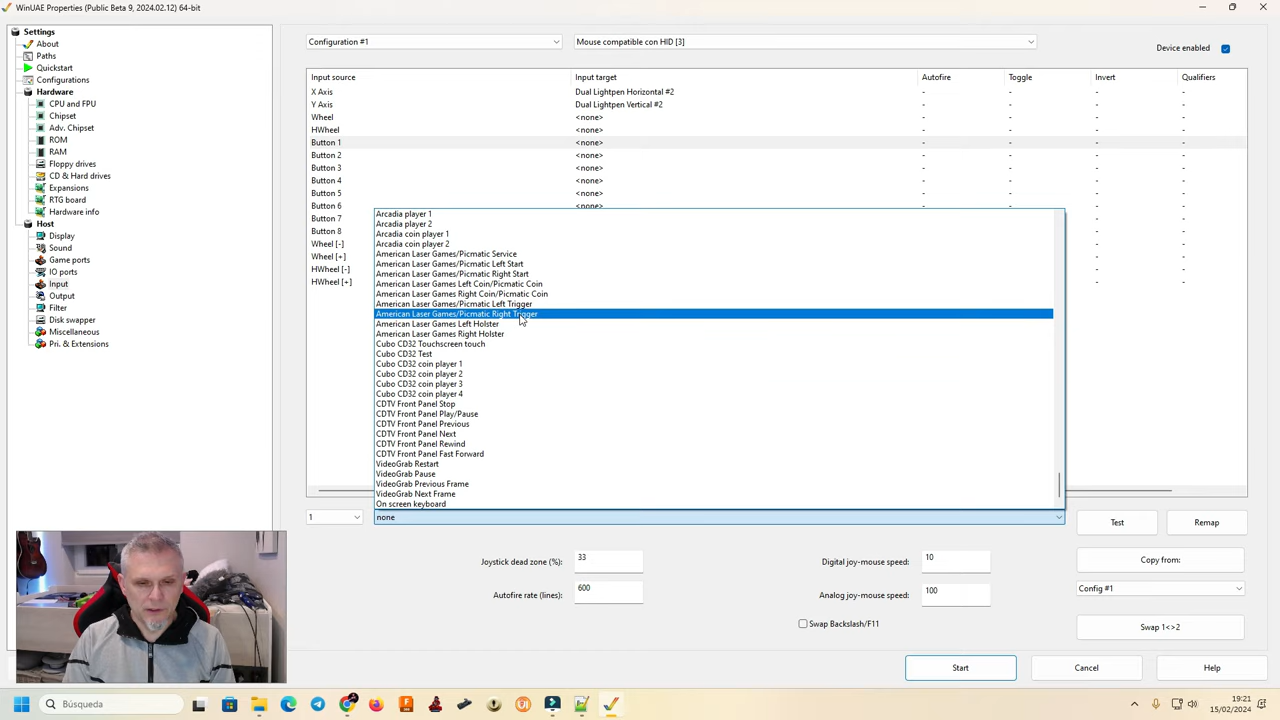 WinUAE Properties (Public Beta 9, 2024.02.12) 64-bit
Settings
About
Paths
Quickstart
Configurations
Hardware
CPU and FPU
Chipset
Adv. Chipset
ROM
RAM
Floppy drives
CD & Hard drives
Expansions
RTG board
Hardware info
Host
Display
Sound
Game ports
IO ports
Input
Output
Filter
Disk swapper
Miscellaneous
Pri. & Extensions
Configuration #1
Mouse compatible con HID [3]
Device enabled
Input source Input target Autofire Toggle Invert Qualifiers
X Axis Dual Lightpen Horizontal #2 - - - -
Y Axis Dual Lightpen Vertical #2 - - - -
Wheel <none> - - - -
HWheel <none> - - - -
Button 1 <none> - - - -
Button 2 <none> - - - -
Button 3 <none> - - - -
Button 4 <none> - - - -
Button 5 <none> - - - -
Button 6 <none> - - - -
Button 7 - -
Button 8 - -
Wheel [-] - -
Wheel [+] - -
HWheel [-] - -
HWheel [+] - -
Arcadia player 1
Arcadia player 2
Arcadia coin player 1
Arcadia coin player 2
American Laser Games/Picmatic Service
American Laser Games/Picmatic Left Start
American Laser Games/Picmatic Right Start
American Laser Games Left Coin/Picmatic Coin
American Laser Games Right Coin/Picmatic Coin
American Laser Games/Picmatic Left Trigger
American Laser Games/Picmatic Right Trigger
American Laser Games Left Holster
American Laser Games Right Holster
Cubo CD32 Touchscreen touch
Cubo CD32 Test
Cubo CD32 coin player 1
Cubo CD32 coin player 2
Cubo CD32 coin player 3
Cubo CD32 coin player 4
CDTV Front Panel Stop
CDTV Front Panel Play/Pause
CDTV Front Panel Previous
CDTV Front Panel Next
CDTV Front Panel Rewind
CDTV Front Panel Fast Forward
VideoGrab Restart
VideoGrab Pause
VideoGrab Previous Frame
VideoGrab Next Frame
On screen keyboard
1 none Test Remap
Joystick dead zone (%): 33 Digital joy-mouse speed: 10 Copy from:
Autofire rate (lines): 600 Analog joy-mouse speed: 100 Config #1
Swap Backslash/F11 Swap 1<>2
Start Cancel Help
Búsqueda
19:21
15/02/2024